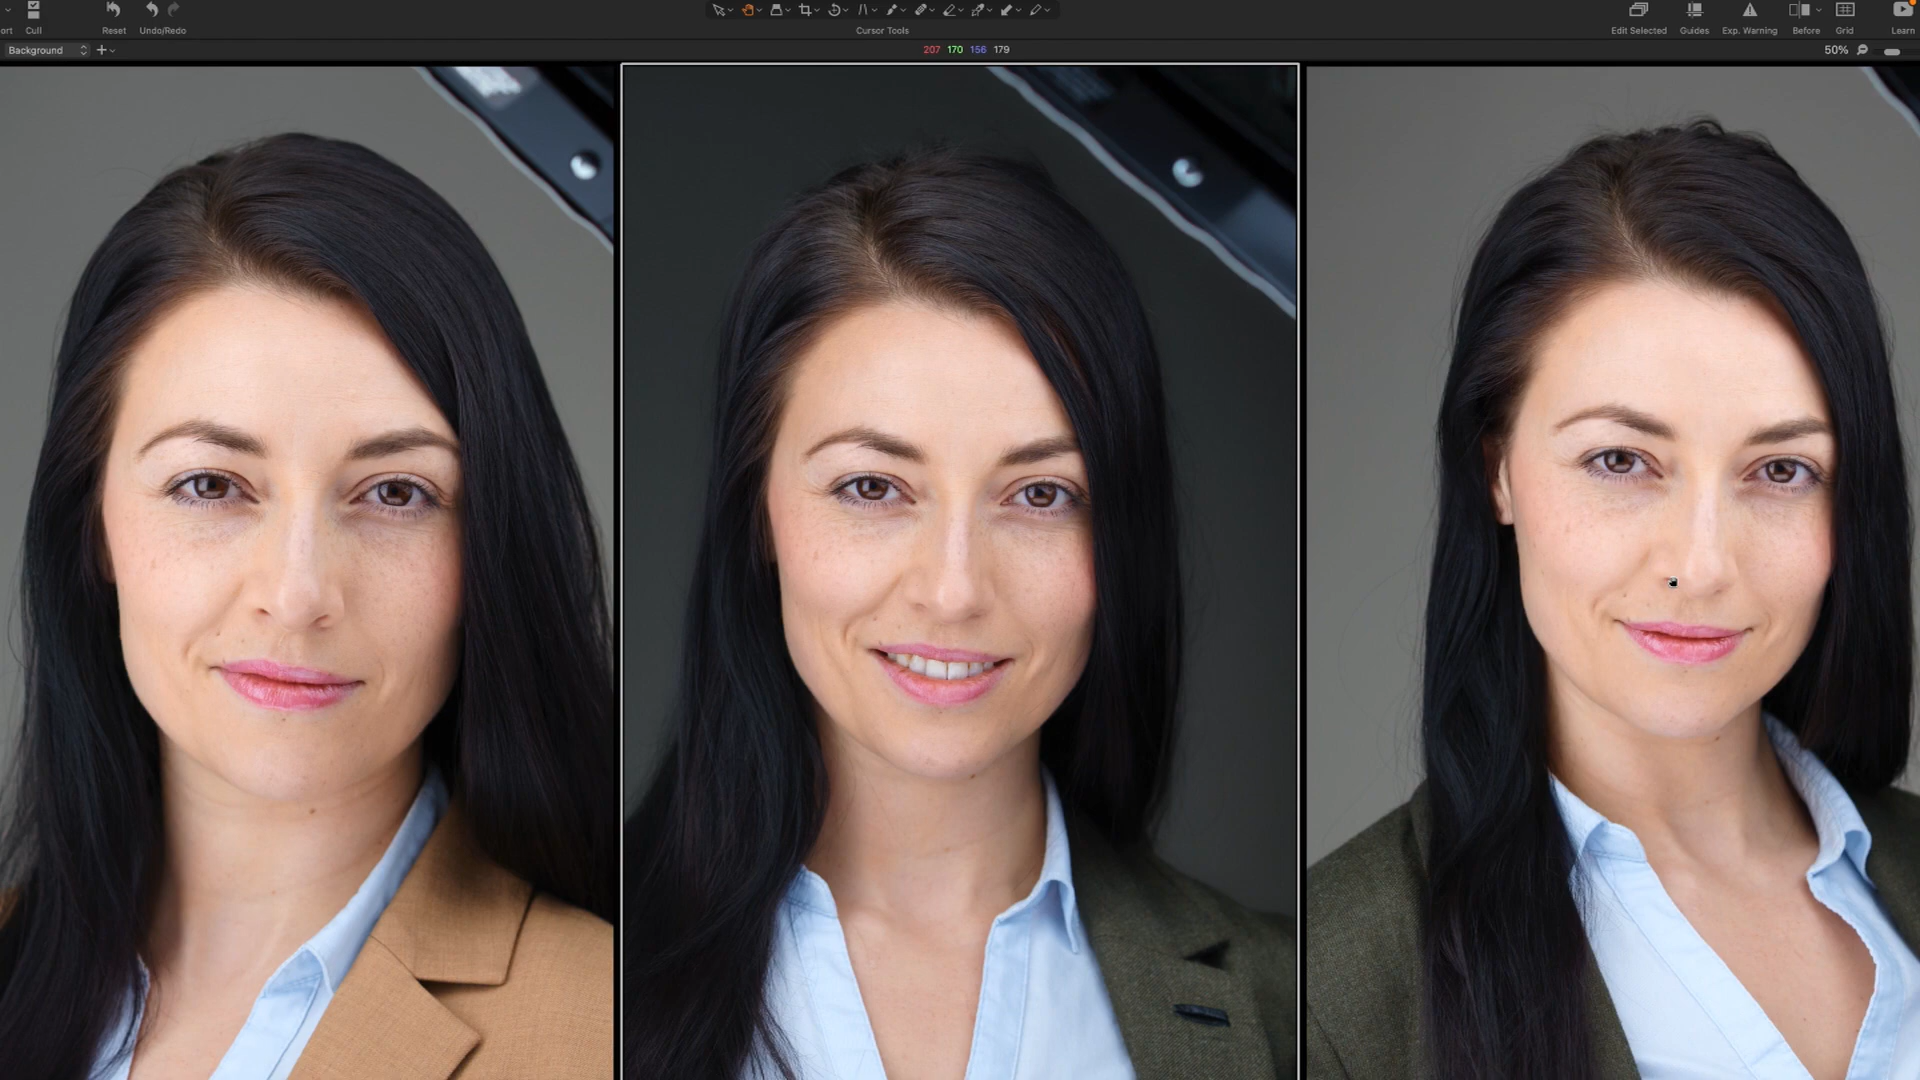 ort Cull Reset Undo/Redo Cursor Tools Edit Selected Guides Exp. Warning Before Grid Learn
Background 207 170 156 179 50%